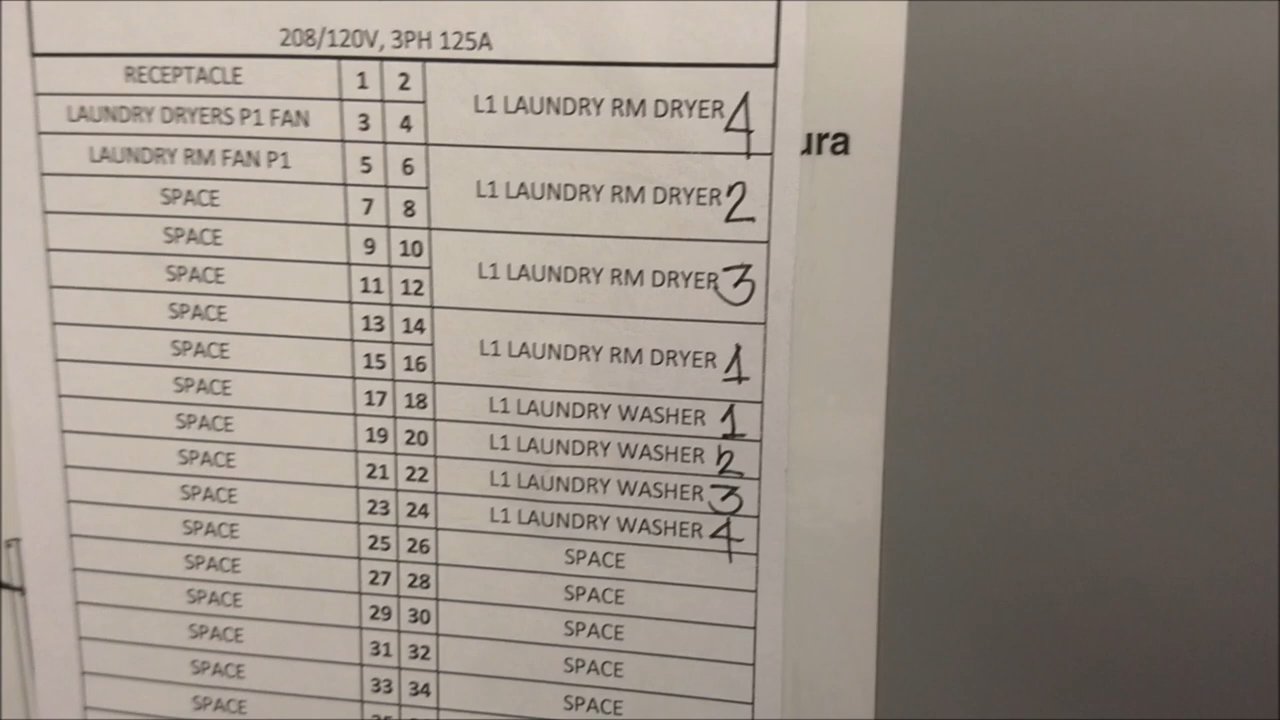 208/120V, 3PH 125A
RECEPTACLE 1 2 L1 LAUNDRY RM DRYER 4
LAUNDRY DRYERS P1 FAN 3 4
LAUNDRY RM FAN P1 5 6 L1 LAUNDRY RM DRYER 2
SPACE 7 8
SPACE 9 10 L1 LAUNDRY RM DRYER 3
SPACE 11 12
SPACE 13 14 L1 LAUNDRY RM DRYER 1
SPACE 15 16
SPACE 17 18 L1 LAUNDRY WASHER 1
SPACE 19 20 L1 LAUNDRY WASHER 2
SPACE 21 22 L1 LAUNDRY WASHER 3
SPACE 23 24 L1 LAUNDRY WASHER 4
SPACE 25 26 SPACE
SPACE 27 28 SPACE
SPACE 29 30 SPACE
SPACE 31 32 SPACE
SPACE 33 34 SPACE
SPACE